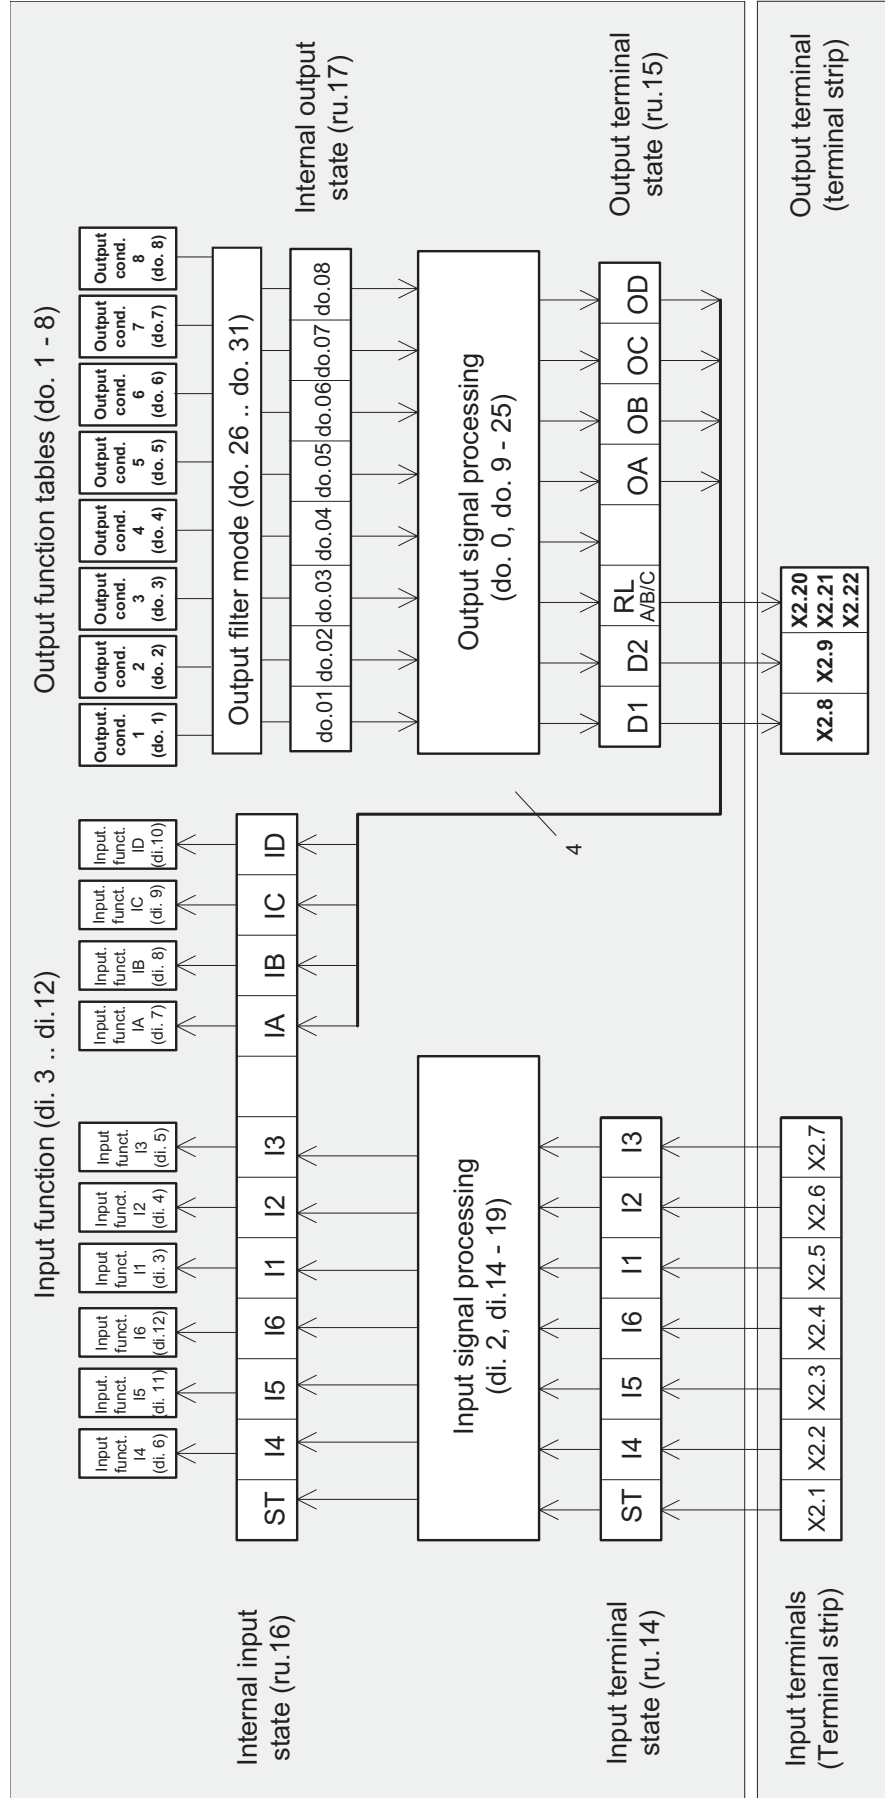 Input function (di. 3 .. di.12)
Output function tables (do. 1 - 8)
Input
funct.
I4
(di. 6)
Input.
funct.
I5
(di. 11)
Input
funct.
I6
(di.12)
Input
funct.
I1
(di. 3)
Input
funct.
I2
(di. 4)
Input
funct.
I3
(di. 5)
Input.
funct.
IA
(di. 7)
Input.
funct.
IB
(di. 8)
Input.
funct.
IC
(di. 9)
Input.
funct.
ID
(di.10)
Output.
cond.
1
(do. 1)
Output
cond.
2
(do. 2)
Output
cond.
3
(do. 3)
Output
cond.
4
(do. 4)
Output
cond.
5
(do. 5)
Output
cond.
6
(do. 6)
Output
cond.
7
(do.7)
Output
cond.
8
(do. 8)
Output filter mode (do. 26 .. do. 31)
Internal input
state (ru.16)
ST I4 I5 I6 I1 I2 I3 IA IB IC ID
do.01 do.02 do.03 do.04 do.05 do.06 do.07 do.08
Internal output
state (ru.17)
Input signal processing
(di. 2, di.14 - 19)
Output signal processing
(do. 0, do. 9 - 25)
4
Input terminal
state (ru.14)
ST I4 I5 I6 I1 I2 I3
D1 D2 RL
A/B/C
OA OB OC OD
Output terminal
state (ru.15)
Input terminals
(Terminal strip)
X2.1 X2.2 X2.3 X2.4 X2.5 X2.6 X2.7
X2.8 X2.9
X2.20
X2.21
X2.22
Output terminal
(terminal strip)